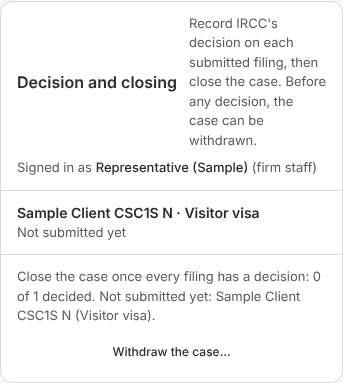 Decision and closing
Record IRCC's
decision on each
submitted filing, then
close the case. Before
any decision, the
case can be
withdrawn.
Signed in as Representative (Sample) (firm staff)
Sample Client CSC1S N · Visitor visa
Not submitted yet
Close the case once every filing has a decision: 0
of 1 decided. Not submitted yet: Sample Client
CSC1S N (Visitor visa).
Withdraw the case...